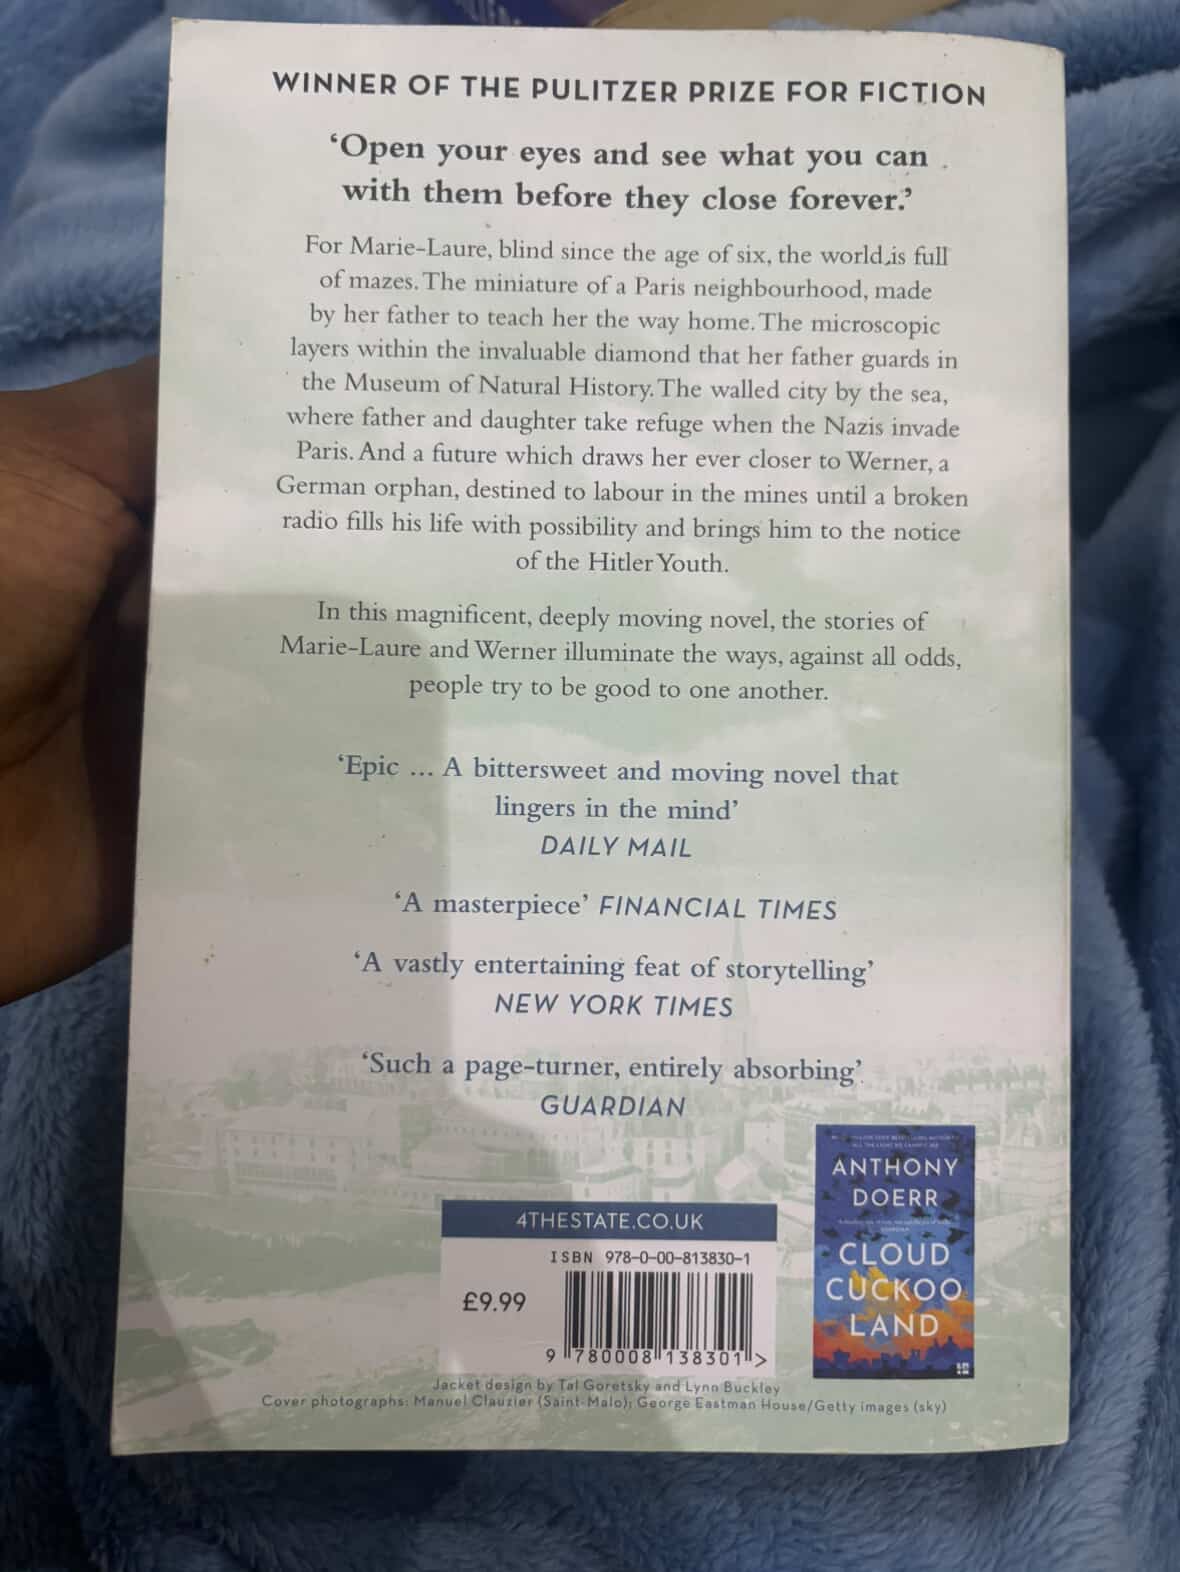 WINNER OF THE PULITZER PRIZE FOR FICTION
‘Open your eyes and see what you can
with them before they close forever.’
For Marie-Laure, blind since the age of six, the world is full
of mazes. The miniature of a Paris neighbourhood, made
by her father to teach her the way home. The microscopic
layers within the invaluable diamond that her father guards in
the Museum of Natural History. The walled city by the sea,
where father and daughter take refuge when the Nazis invade
Paris. And a future which draws her ever closer to Werner, a
German orphan, destined to labour in the mines until a broken
radio fills his life with possibility and brings him to the notice
of the Hitler Youth.
In this magnificent, deeply moving novel, the stories of
Marie-Laure and Werner illuminate the ways, against all odds,
people try to be good to one another.
‘Epic ... A bittersweet and moving novel that
lingers in the mind’
DAILY MAIL
‘A masterpiece’ FINANCIAL TIMES
‘A vastly entertaining feat of storytelling’
NEW YORK TIMES
‘Such a page-turner, entirely absorbing’
GUARDIAN
4THESTATE.CO.UK
ISBN 978-0-00-813830-1
£9.99
9 780008 138301 >
ANTHONY
DOERR
CLOUD
CUCKOO
LAND
Jacket design by Tal Goretsky and Lynn Buckley
Cover photographs: Manuel Clauzier (Saint-Malo); George Eastman House/Getty images (sky)